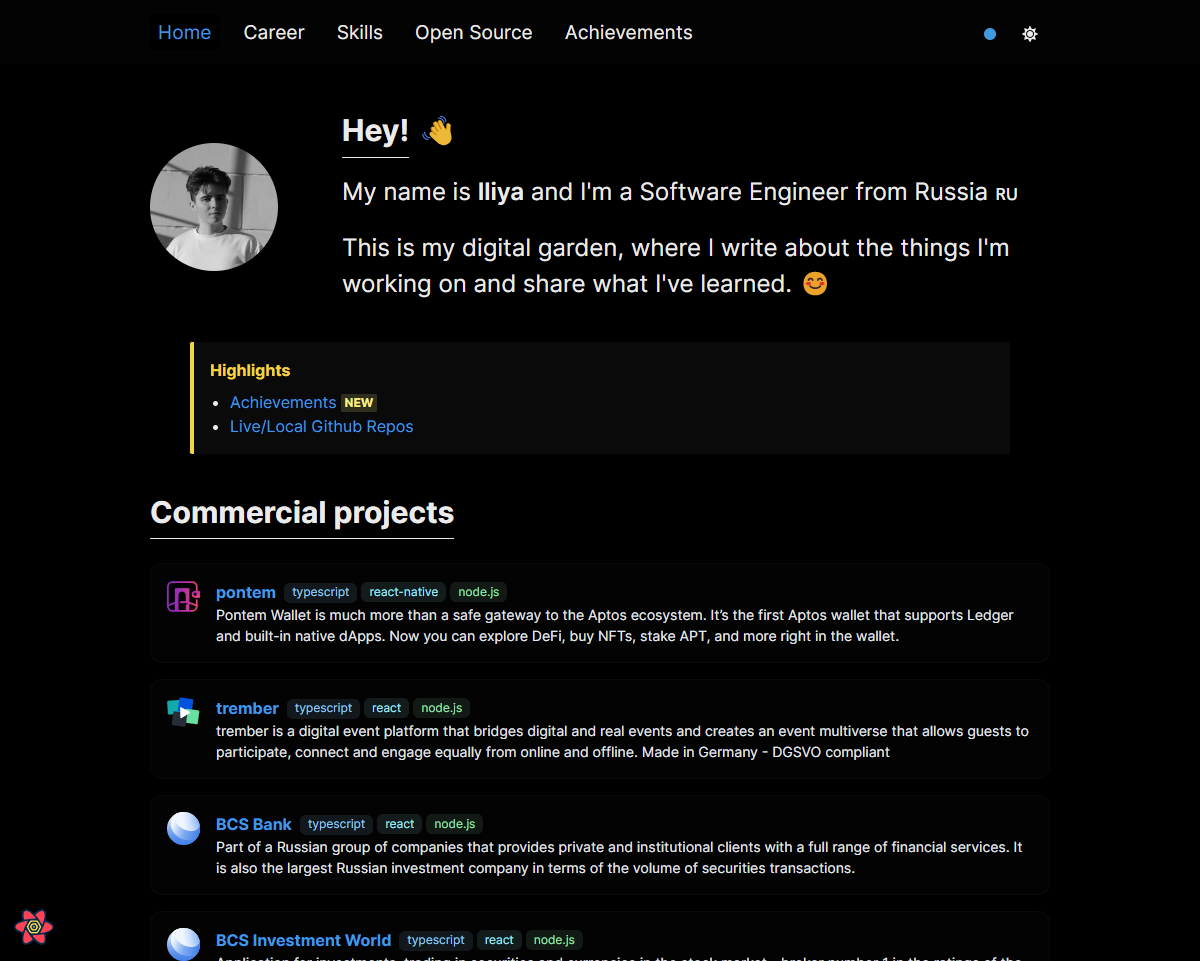 Home Career Skills Open Source Achievements
Hey! 👋
My name is Iliya and I'm a Software Engineer from Russia RU
This is my digital garden, where I write about the things I'm
working on and share what I've learned. 😊
Highlights
Achievements NEW
Live/Local Github Repos
Commercial projects
pontem typescript react-native node.js
Pontem Wallet is much more than a safe gateway to the Aptos ecosystem. It’s the first Aptos wallet that supports Ledger
and built-in native dApps. Now you can explore DeFi, buy NFTs, stake APT, and more right in the wallet.
trember typescript react node.js
trember is a digital event platform that bridges digital and real events and creates an event multiverse that allows guests to
participate, connect and engage equally from online and offline. Made in Germany - DGSVO compliant
BCS Bank typescript react node.js
Part of a Russian group of companies that provides private and institutional clients with a full range of financial services. It
is also the largest Russian investment company in terms of the volume of securities transactions.
BCS Investment World typescript react node.js